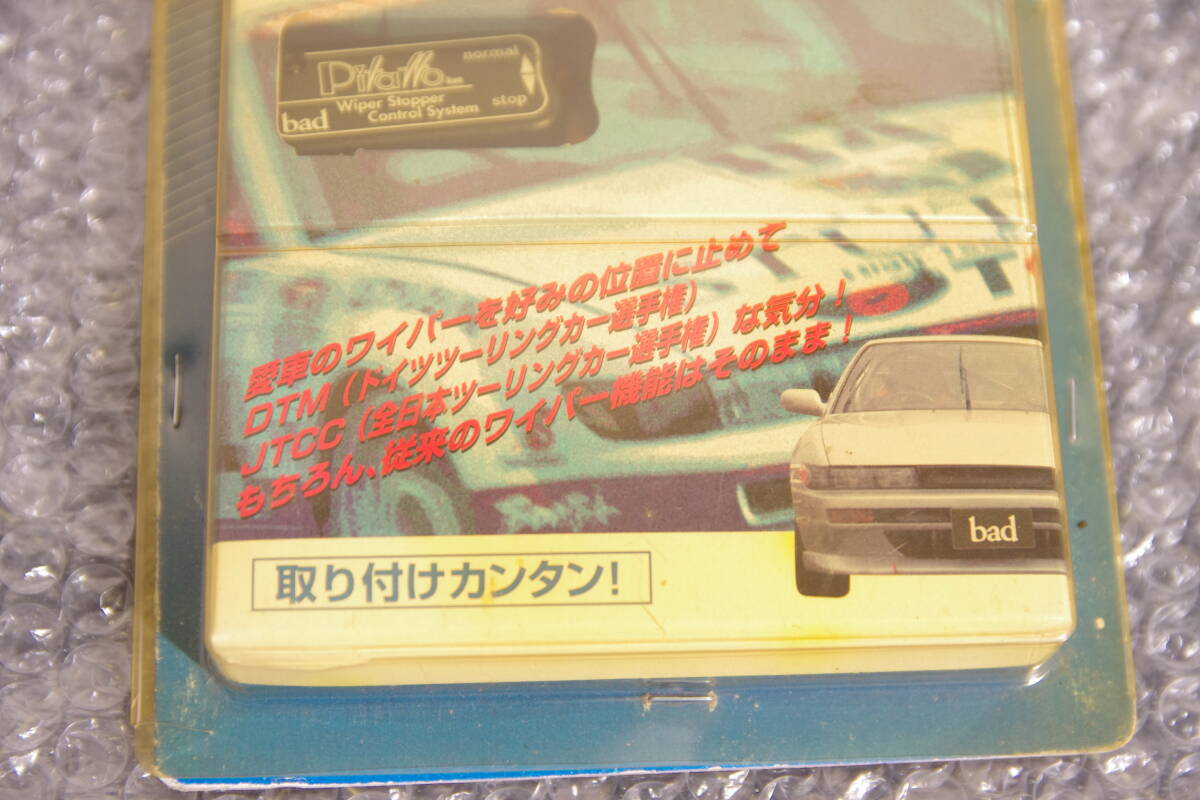 normal
Pitatto
Wiper Stopper
stop
bad
Control System
愛車のワイパーを好みの位置に止めて
DTM（ドイツツーリングカー選手権）
JTCC（全日本ツーリングカー選手権）な気分！
もちろん、従来のワイパー機能はそのまま！
bad
取り付けカンタン！